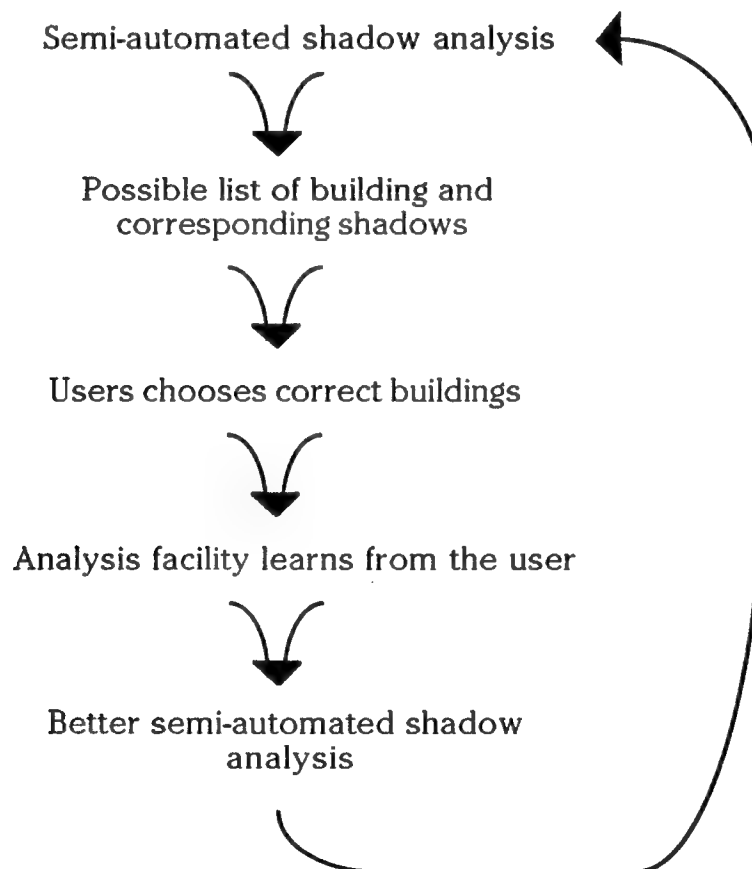 Semi-automated shadow analysis
Possible list of building and
corresponding shadows
Users chooses correct buildings
Analysis facility learns from the user
Better semi-automated shadow
analysis